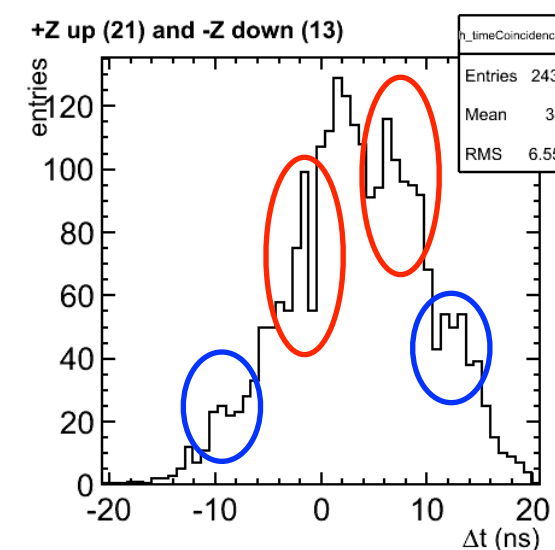 +Z up (21) and -Z down (13)
h_timeCoincidenc
Entries 243
Mean 3
RMS 6.55
entries
120
100
80
60
40
20
0
-20 -10 0 10 20
Δt (ns)